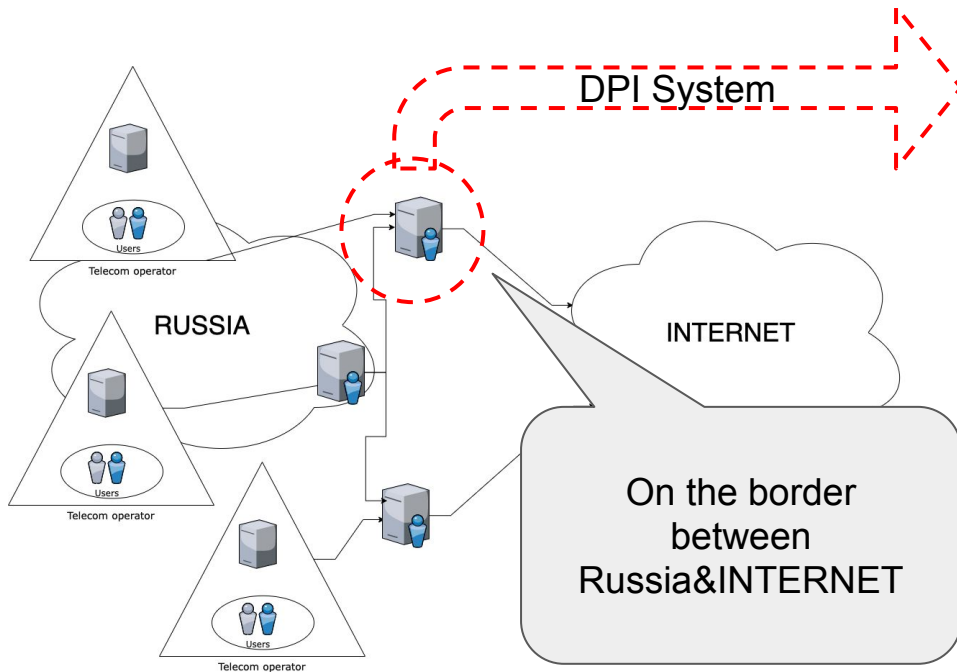 DPI System
Users
Telecom operator
RUSSIA
INTERNET
Users
Telecom operator
On the border
between
Russia&INTERNET
Users
Telecom operator